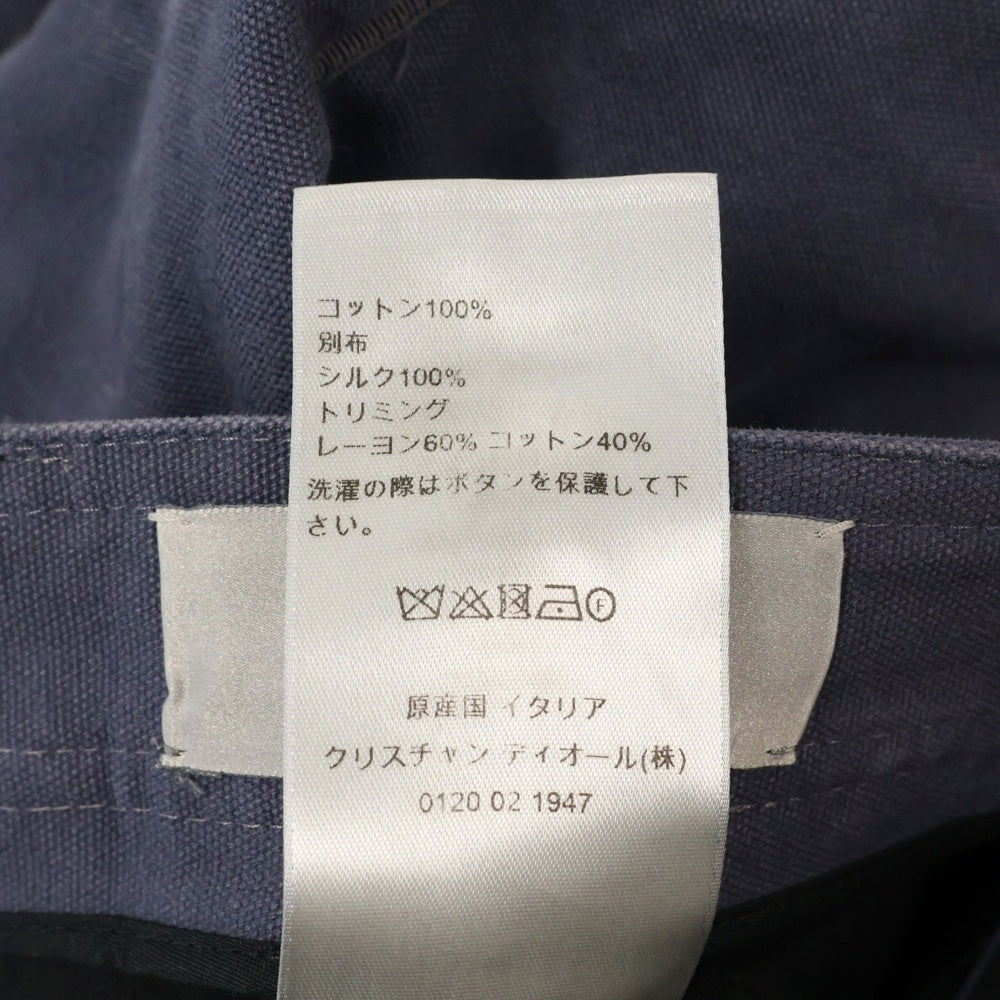 コットン100%
別布
シルク100%
トリミング
レーヨン60% コットン40%
洗濯の際はボタンを保護して下
さい。
F
原産国 イタリア
クリスチャン ディオール(株)
0120 02 1947